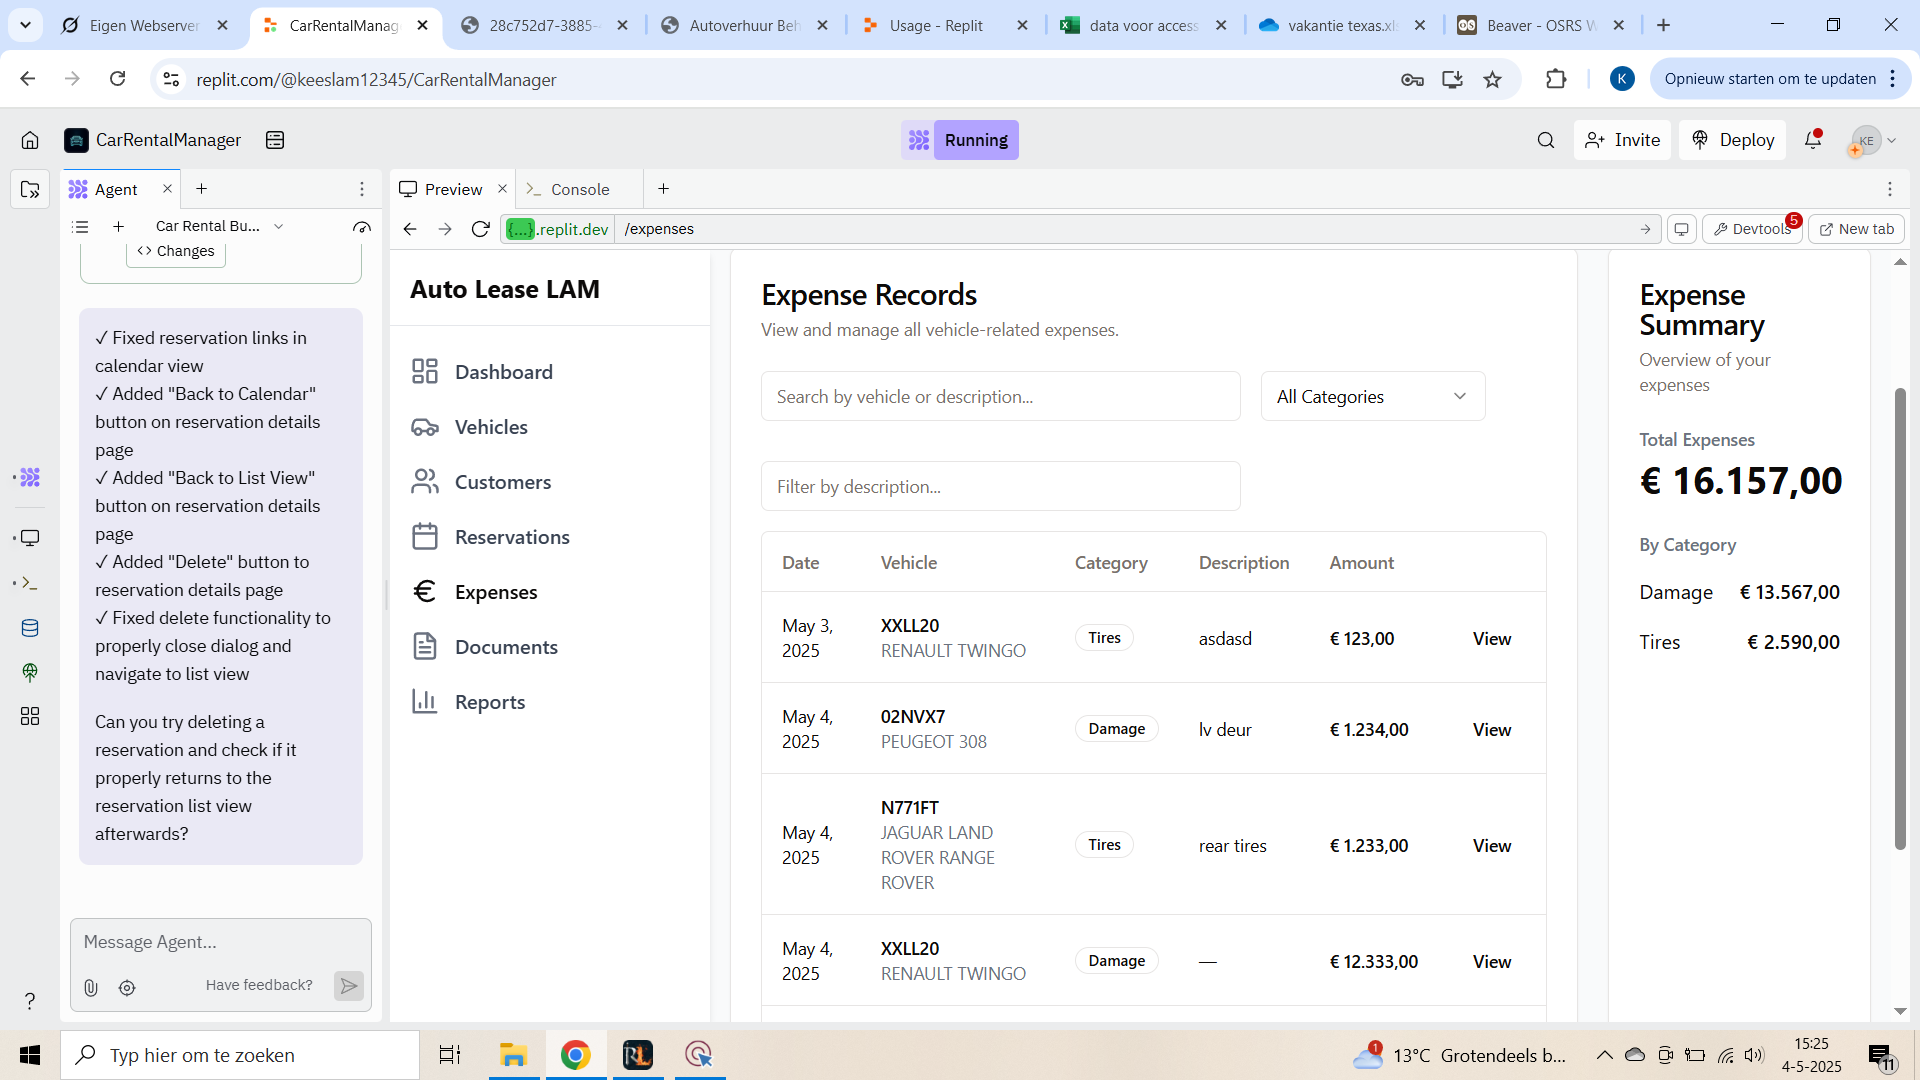 Eigen Webserver
CarRentalManag
28c752d7-3885-
Autoverhuur Beh
Usage - Replit
data voor access
vakantie texas.xls
Beaver - OSRS W
replit.com/@keeslam12345/CarRentalManager
K
Opnieuw starten om te updaten
CarRentalManager
Running
Invite
Deploy
KE
Agent
Preview
Console
Car Rental Bu...
{...}.replit.dev
/expenses
Devtools
5
New tab
<> Changes
✓ Fixed reservation links in
calendar view
✓ Added "Back to Calendar"
button on reservation details
page
✓ Added "Back to List View"
button on reservation details
page
✓ Added "Delete" button to
reservation details page
✓ Fixed delete functionality to
properly close dialog and
navigate to list view
Can you try deleting a
reservation and check if it
properly returns to the
reservation list view
afterwards?
Message Agent...
Have feedback?
?
Auto Lease LAM
Dashboard
Vehicles
Customers
Reservations
Expenses
Documents
Reports
Expense Records
View and manage all vehicle-related expenses.
Search by vehicle or description...
All Categories
Filter by description...
Date Vehicle Category Description Amount
May 3,
2025
XXLL20
RENAULT TWINGO
Tires
asdasd
€ 123,00
View
May 4,
2025
02NVX7
PEUGEOT 308
Damage
lv deur
€ 1.234,00
View
May 4,
2025
N771FT
JAGUAR LAND
ROVER RANGE
ROVER
Tires
rear tires
€ 1.233,00
View
May 4,
2025
XXLL20
RENAULT TWINGO
Damage
—
€ 12.333,00
View
Expense
Summary
Overview of your
expenses
Total Expenses
€ 16.157,00
By Category
Damage € 13.567,00
Tires € 2.590,00
Typ hier om te zoeken
RL
1
13°C Grotendeels b...
15:25
4-5-2025
11